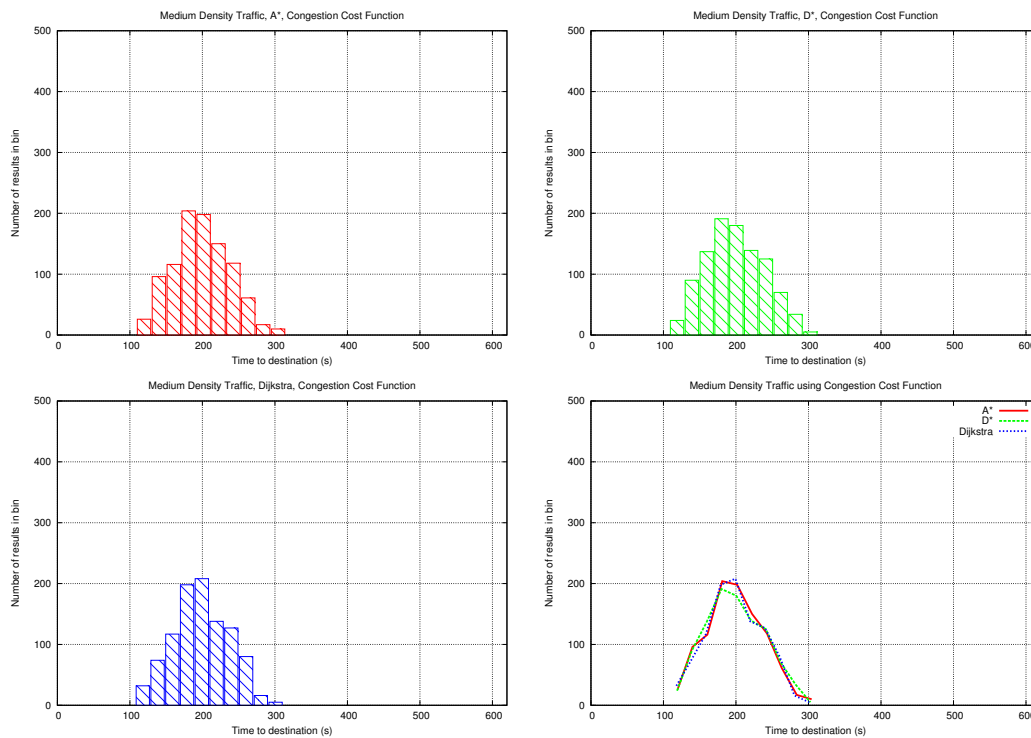 Medium Density Traffic, A*, Congestion Cost Function
500
400
300
200
100
0
Number of results in bin
0 100 200 300 400 500 600
Time to destination (s)
Medium Density Traffic, D*, Congestion Cost Function
500
400
300
200
100
0
Number of results in bin
0 100 200 300 400 500 600
Time to destination (s)
Medium Density Traffic, Dijkstra, Congestion Cost Function
500
400
300
200
100
0
Number of results in bin
0 100 200 300 400 500 600
Time to destination (s)
Medium Density Traffic using Congestion Cost Function
A*
D*
Dijkstra
500
400
300
200
100
0
Number of results in bin
0 100 200 300 400 500 600
Time to destination (s)